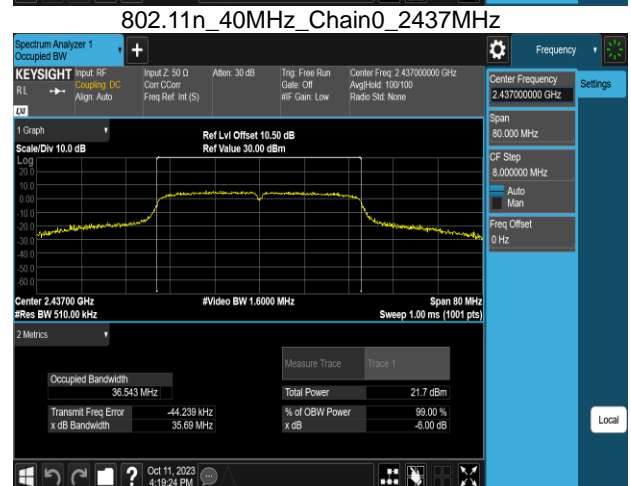 802.11n_40MHz_Chain0_2437MHz
Spectrum Analyzer 1
Occupied BW
Frequency
KEYSIGHT
RL
LXI
Input: RF
Coupling: DC
Align: Auto
Input Z: 50 Ω
Corr CCorr
Freq Ref: Int (S)
Atten: 30 dB
Trig: Free Run
Gate: Off
#IF Gain: Low
Center Freq: 2.437000000 GHz
Avg|Hold: 100/100
Radio Std: None
Center Frequency
2.437000000 GHz
Settings
Span
80.000 MHz
CF Step
8.000000 MHz
Auto
Man
Freq Offset
0 Hz
1 Graph
Scale/Div 10.0 dB
Ref Lvl Offset 10.50 dB
Ref Value 30.00 dBm
Log
20.0
10.0
0.00
-10.0
-20.0
-30.0
-40.0
-50.0
-60.0
Center 2.43700 GHz
#Res BW 510.00 kHz
#Video BW 1.6000 MHz
Span 80 MHz
Sweep 1.00 ms (1001 pts)
2 Metrics
Measure Trace Trace 1
Occupied Bandwidth
36.543 MHz
Total Power 21.7 dBm
Transmit Freq Error -44.239 kHz
% of OBW Power 99.00 %
x dB Bandwidth 35.69 MHz
x dB -6.00 dB
Local
Oct 11, 2023
4:19:24 PM